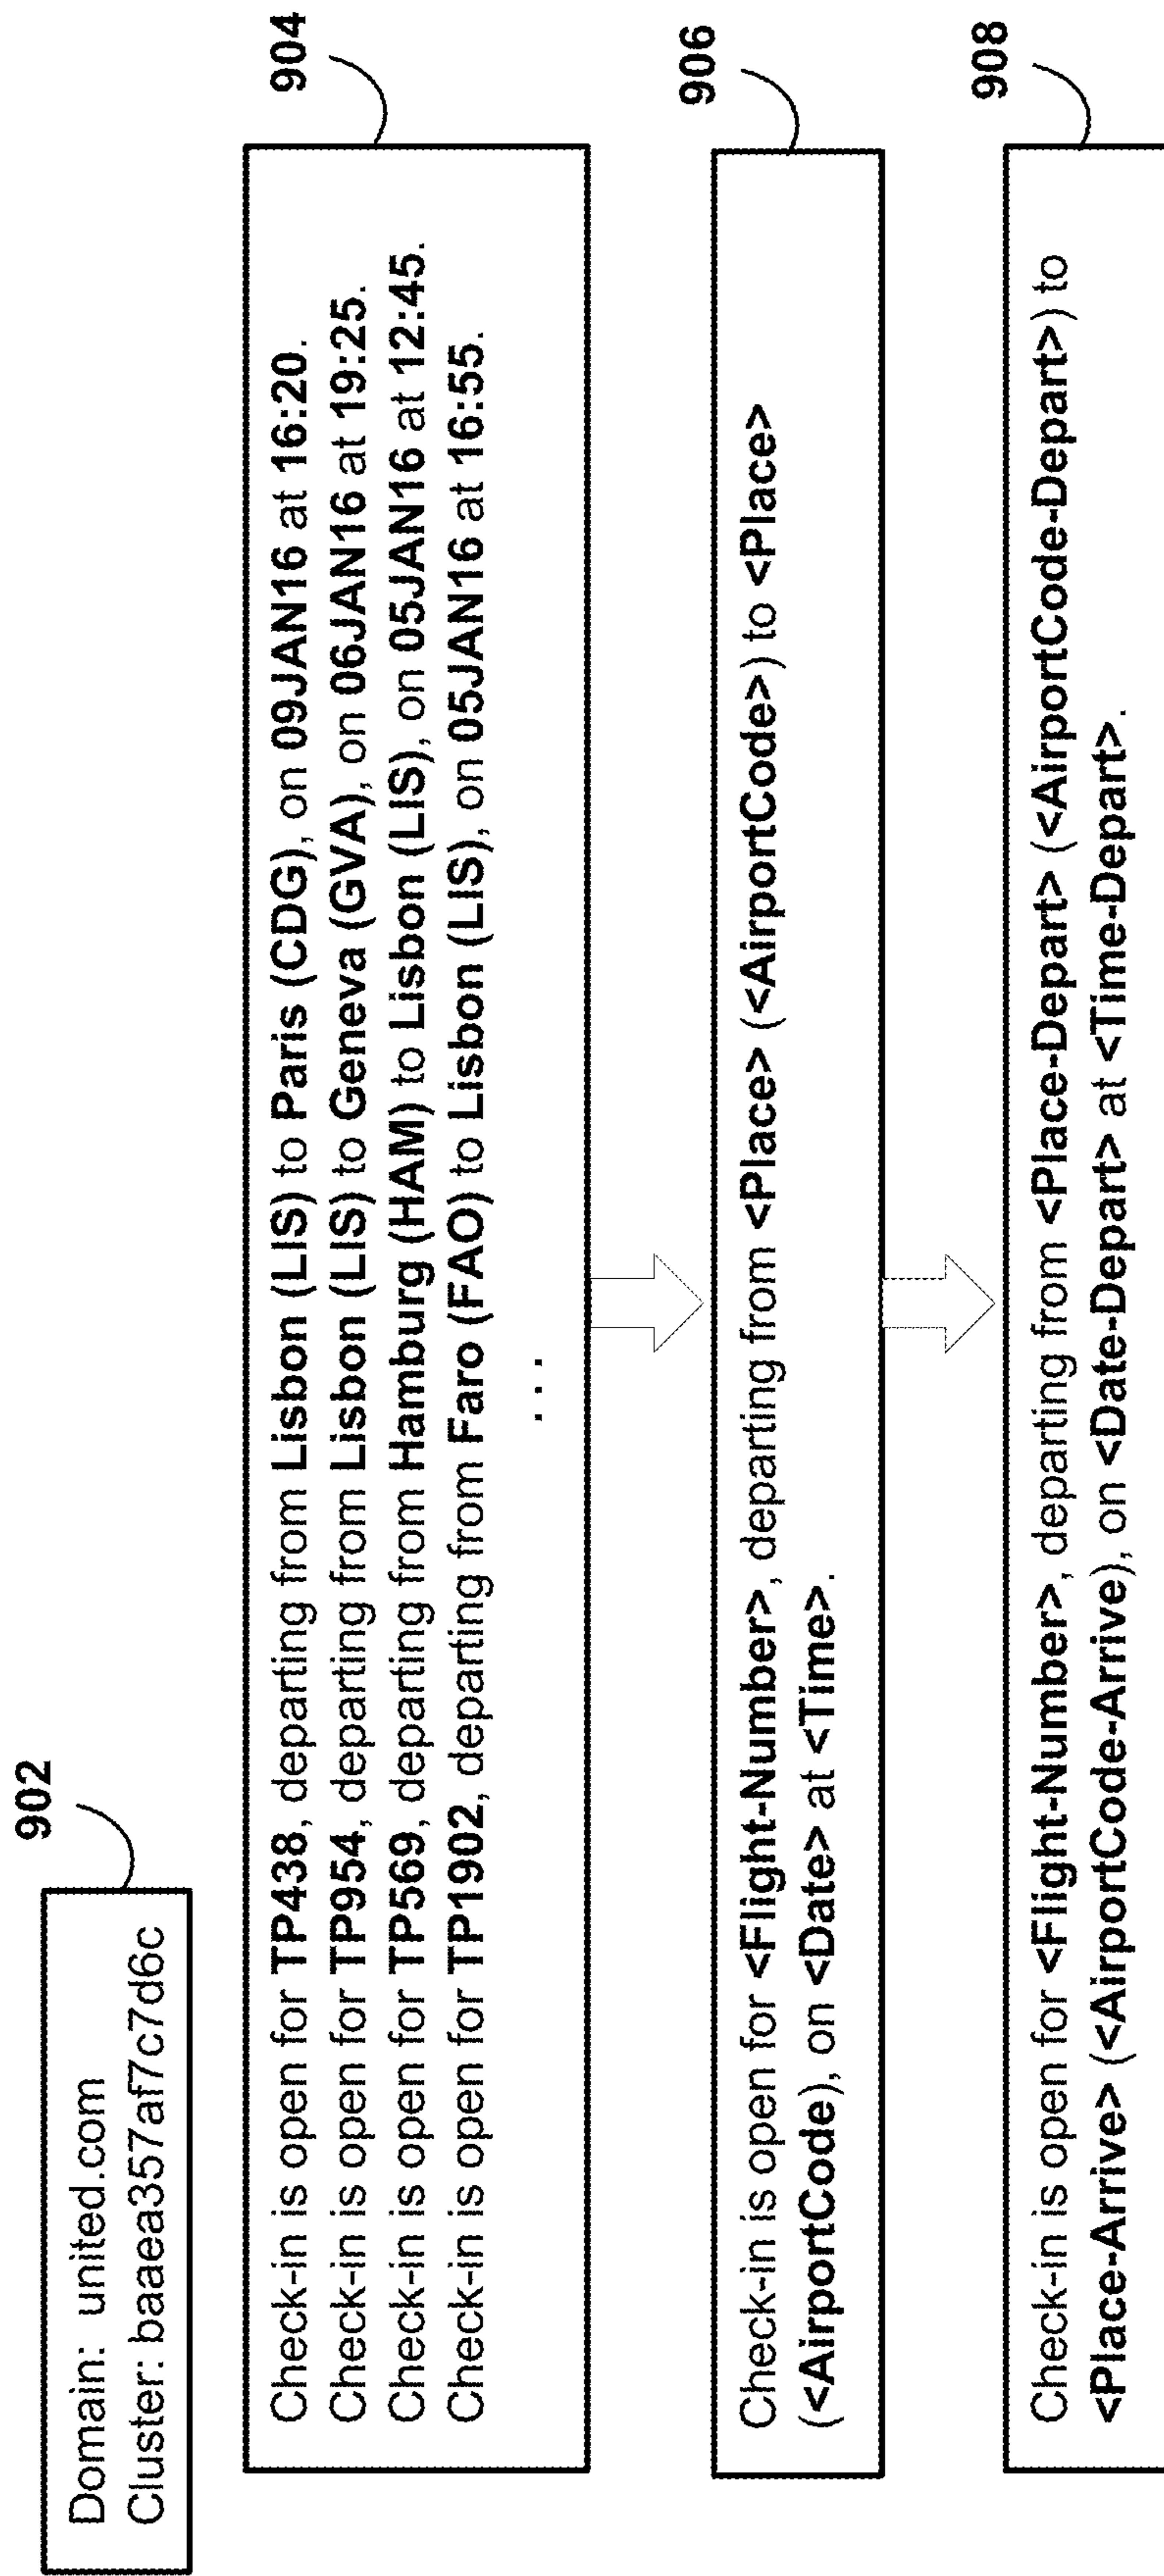 902
Domain: united.com
Cluster: baaea357af7c7d6c
904
Check-in is open for TP438, departing from Lisbon (LIS) to Paris (CDG), on 09JAN16 at 16:20.
Check-in is open for TP954, departing from Lisbon (LIS) to Geneva (GVA), on 06JAN16 at 19:25.
Check-in is open for TP569, departing from Hamburg (HAM) to Lisbon (LIS), on 05JAN16 at 12:45.
Check-in is open for TP1902, departing from Faro (FAO) to Lisbon (LIS), on 05JAN16 at 16:55.
...
906
Check-in is open for <Flight-Number>, departing from <Place> (<AirportCode>) to <Place>
(<AirportCode), on <Date> at <Time>.
908
Check-in is open for <Flight-Number>, departing from <Place-Depart> (<AirportCode-Depart>) to
<Place-Arrive> (<AirportCode-Arrive), on <Date-Depart> at <Time-Depart>.